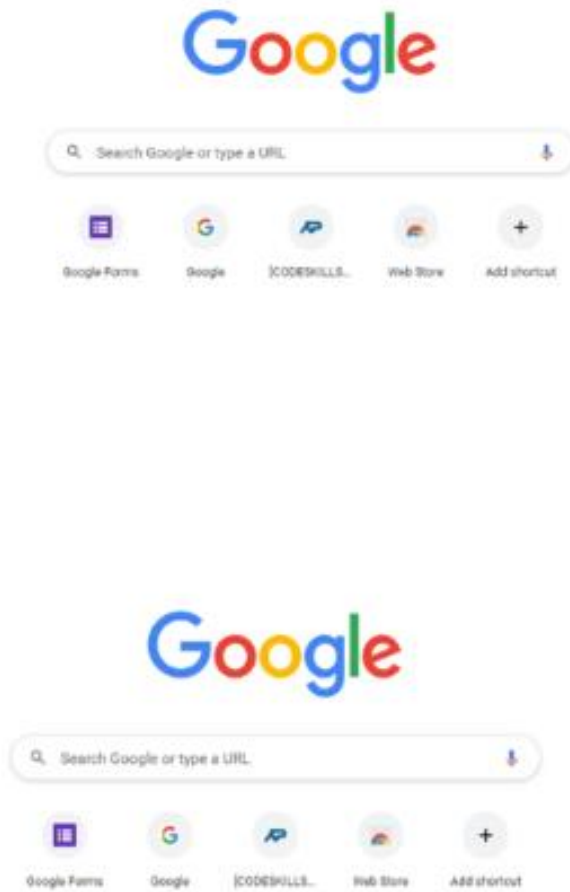 Google
Search Google or type a URL
Google Forms
Google
[CODESKILLS...
Web Store
Add shortcut
Google
Search Google or type a URL
Google Forms
Google
[CODESKILLS...
Web Store
Add shortcut